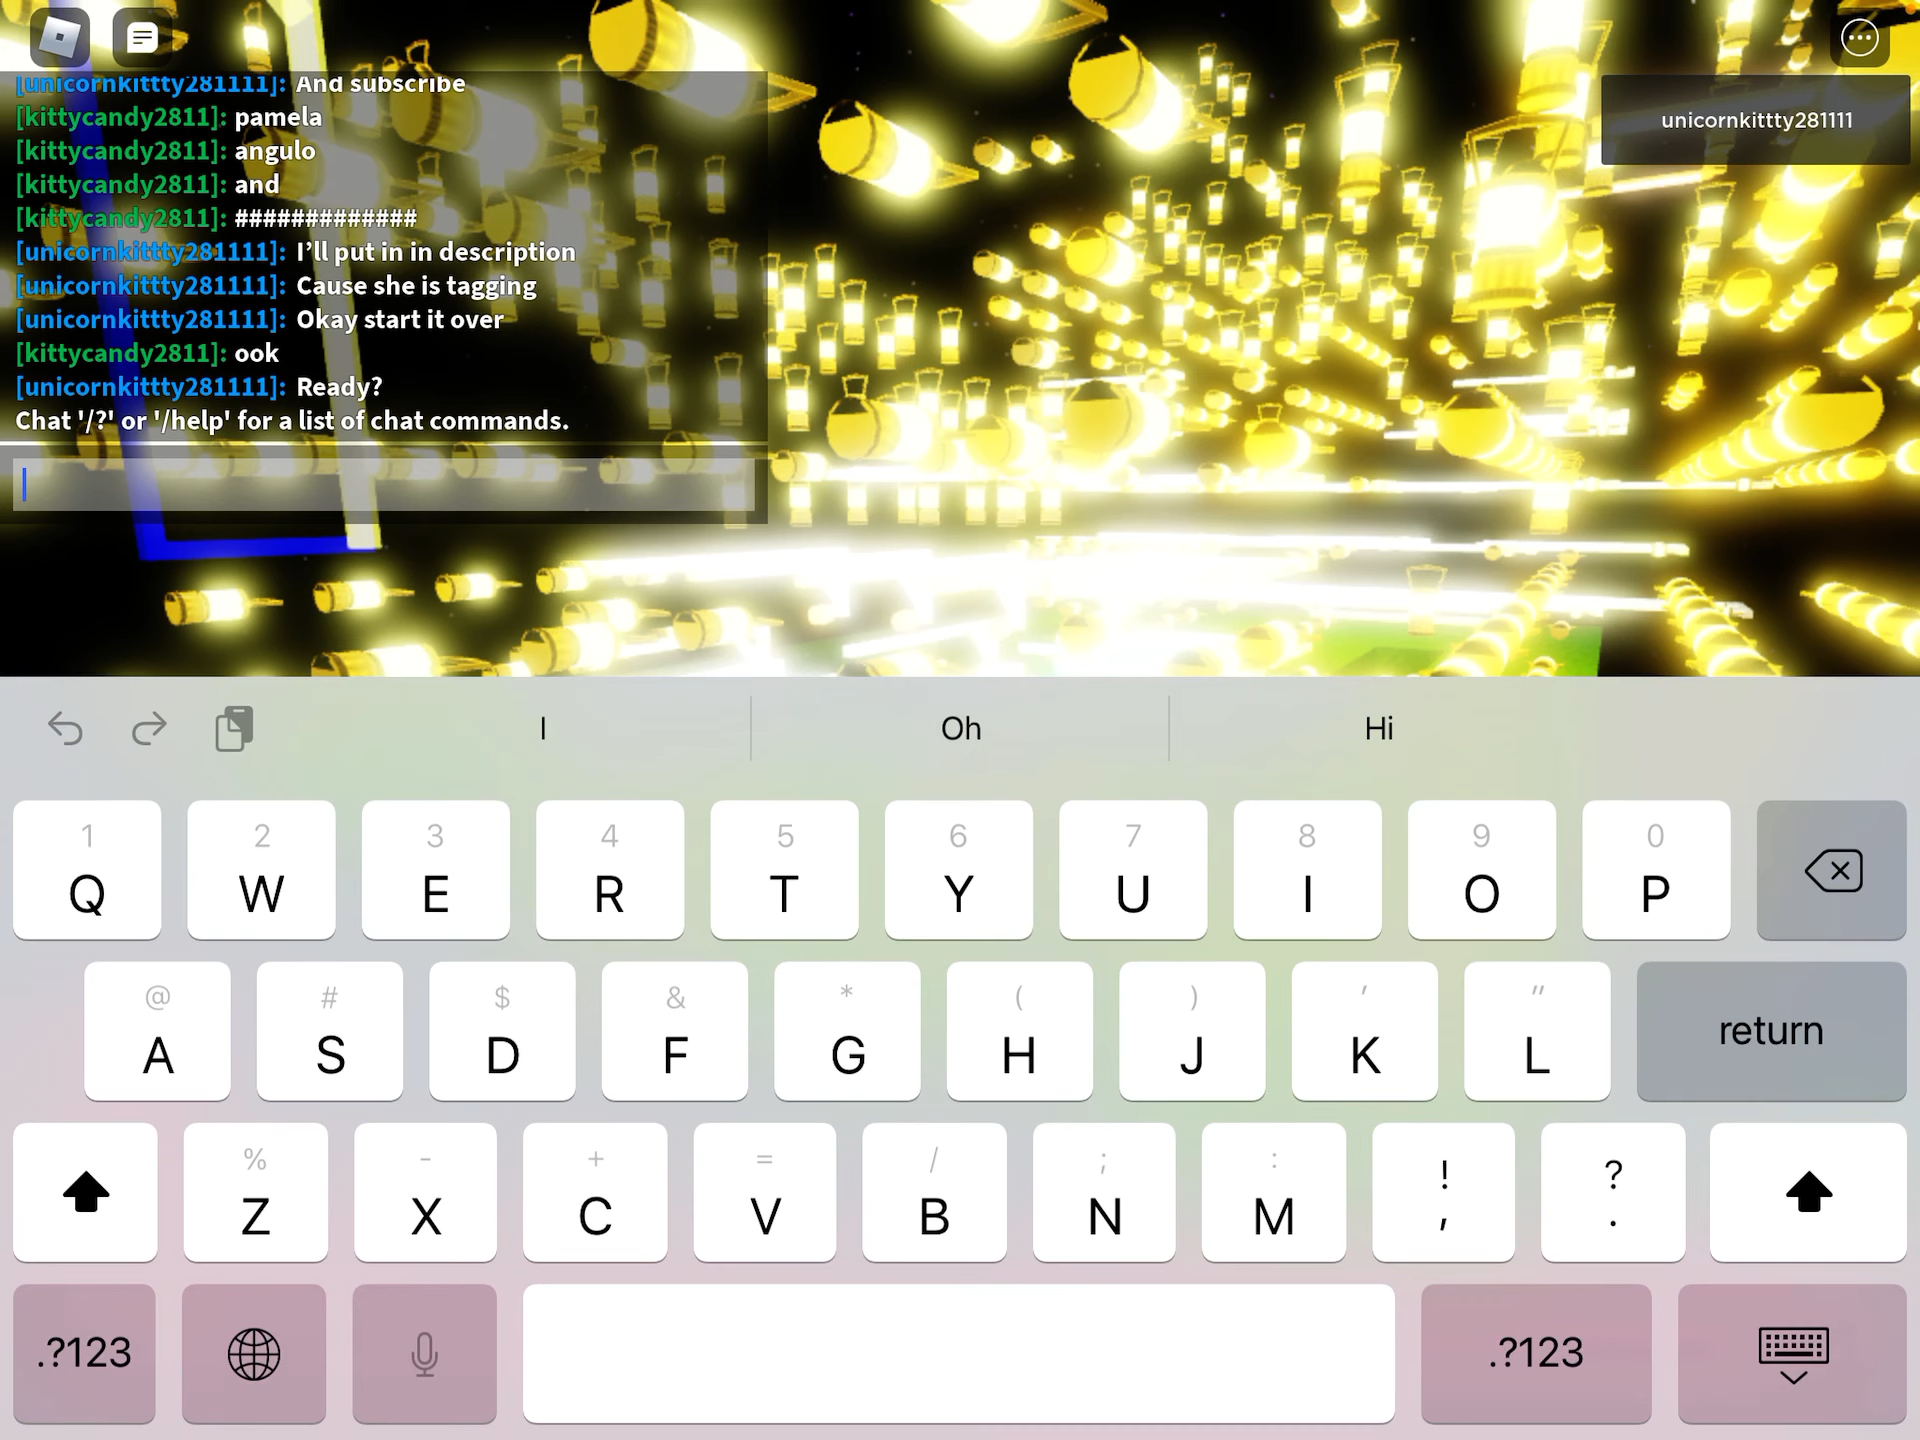 [unicornkittty281111]: And subscribe
[kittycandy2811]: pamela
[kittycandy2811]: angulo
[kittycandy2811]: and
[kittycandy2811]: #############
[unicornkittty281111]: I’ll put in in description
[unicornkittty281111]: Cause she is tagging
[unicornkittty281111]: Okay start it over
[kittycandy2811]: ook
[unicornkittty281111]: Ready?
Chat '/?' or '/help' for a list of chat commands.
unicornkittty281111
I Oh Hi
1 2 3 4 5 6 7 8 9 0
Q W E R T Y U I O P
@ # $ & * ( ) ' "
A S D F G H J K L return
% - + = / ; : ! ?
Z X C V B N M , .
.?123 .?123